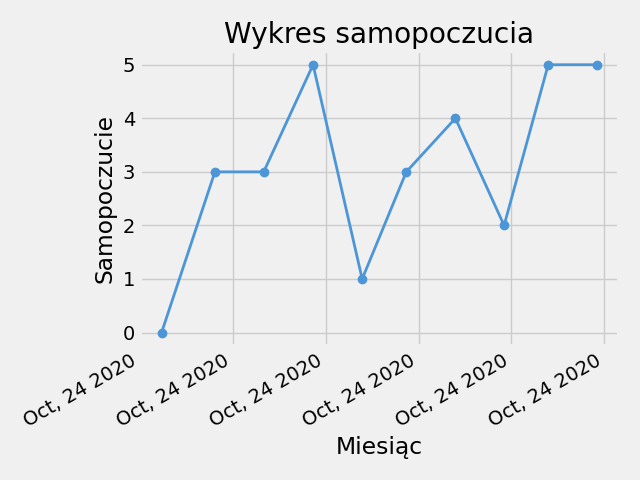 Wykres samopoczucia
Samopoczucie
5
4
3
2
1
0
Oct, 24 2020
Oct, 24 2020
Oct, 24 2020
Oct, 24 2020
Oct, 24 2020
Oct, 24 2020
Miesiąc